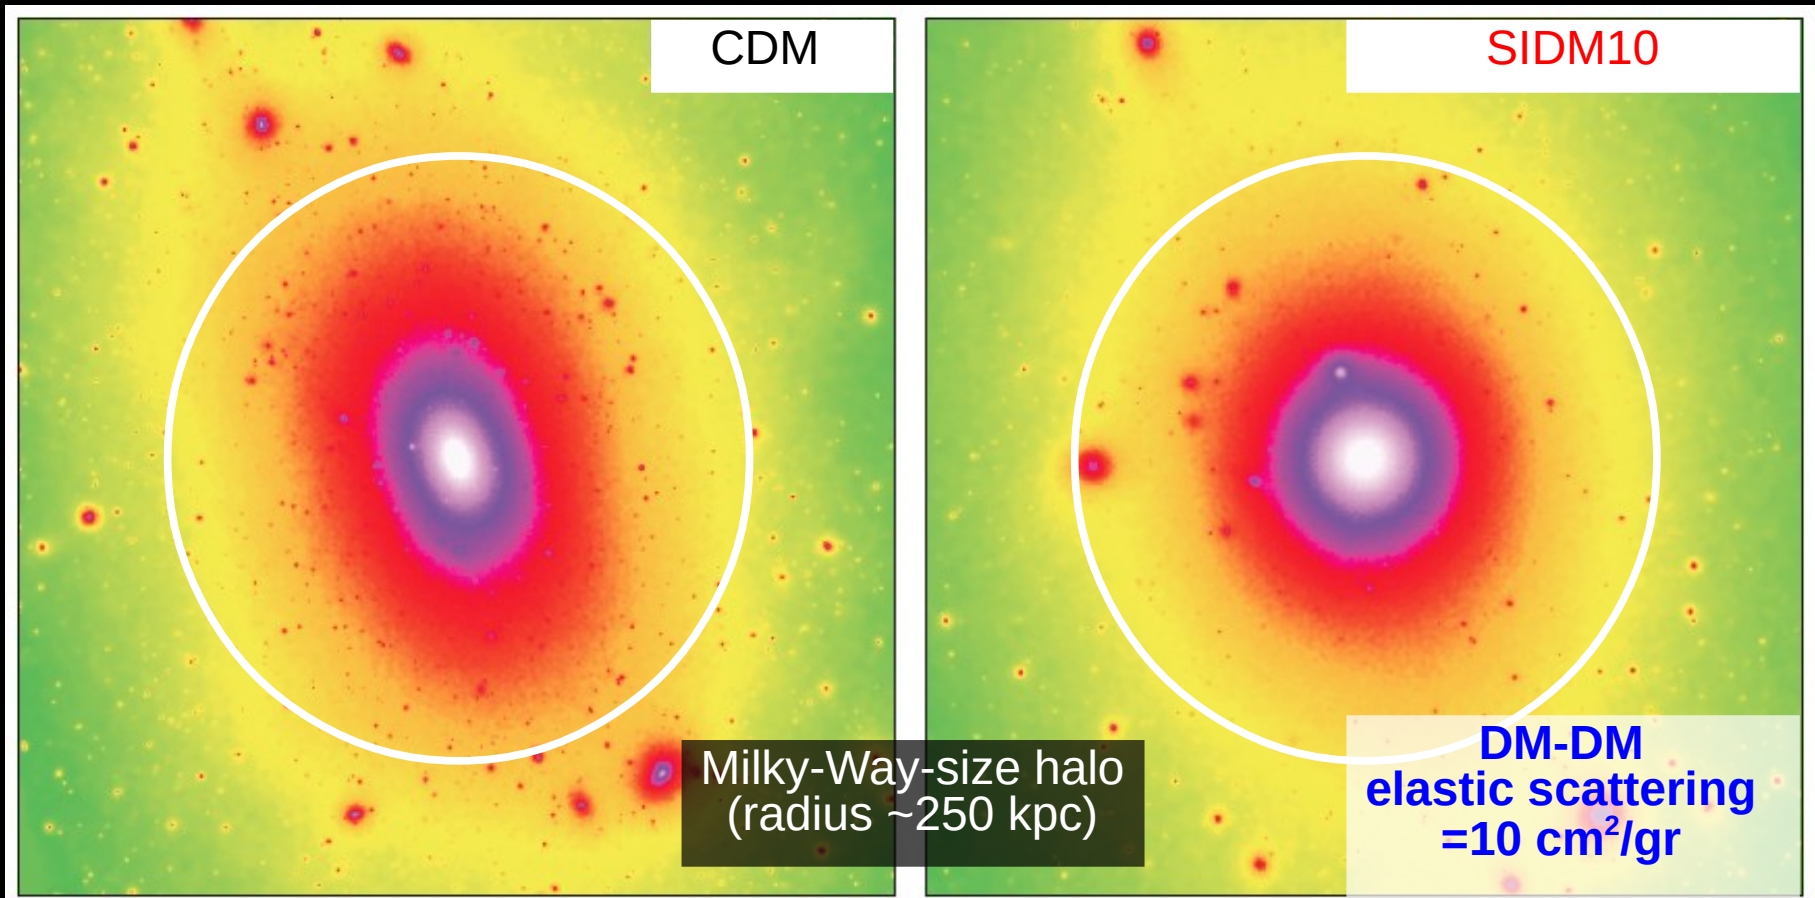 CDM
SIDM10
Milky-Way-size halo
(radius ~250 kpc)
DM-DM
elastic scattering
=10 cm²/gr